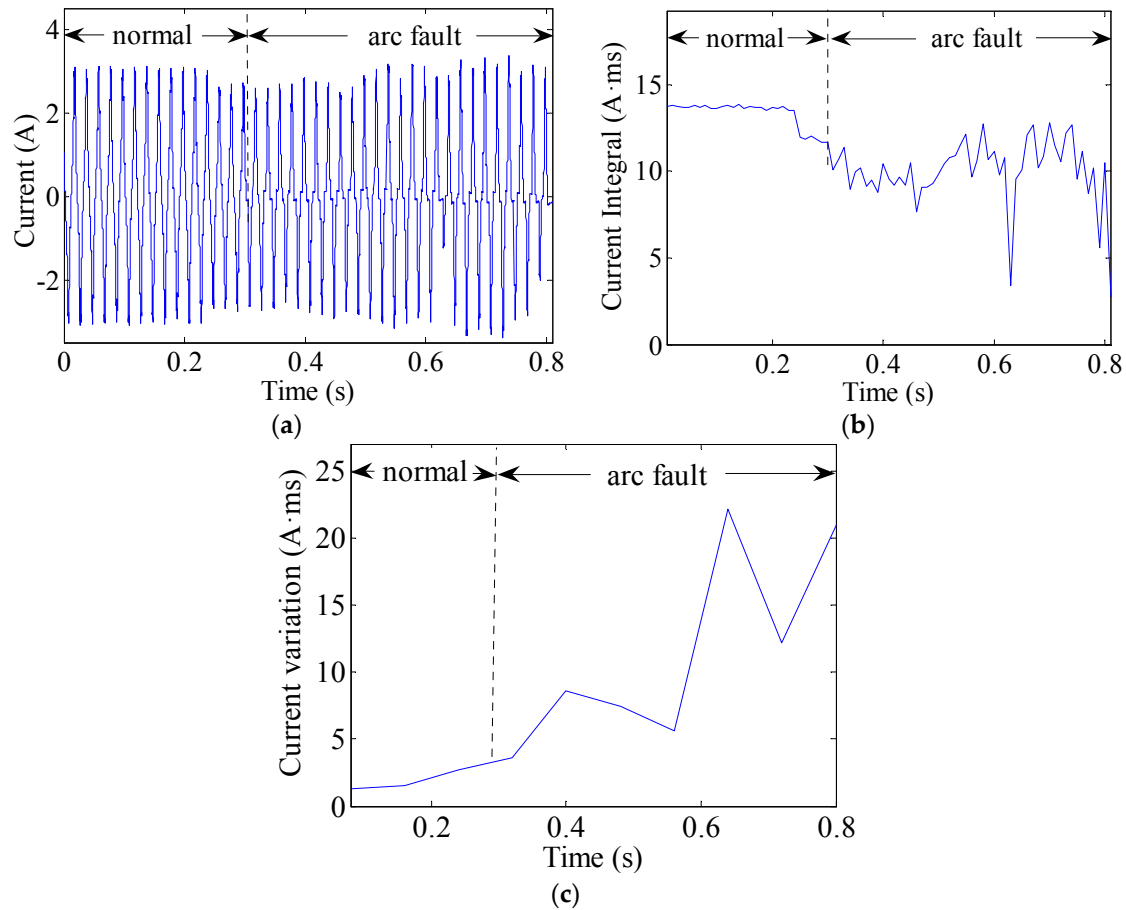 4
2
0
-2
Current (A)
normal
arc fault
0
0.2
0.4
0.6
0.8
Time (s)
(a)
15
10
5
0
Current Integral (A·ms)
normal
arc fault
0.2
0.4
0.6
0.8
Time (s)
(b)
25
20
15
10
5
0
Current variation (A·ms)
normal
arc fault
0.2
0.4
0.6
0.8
Time (s)
(c)